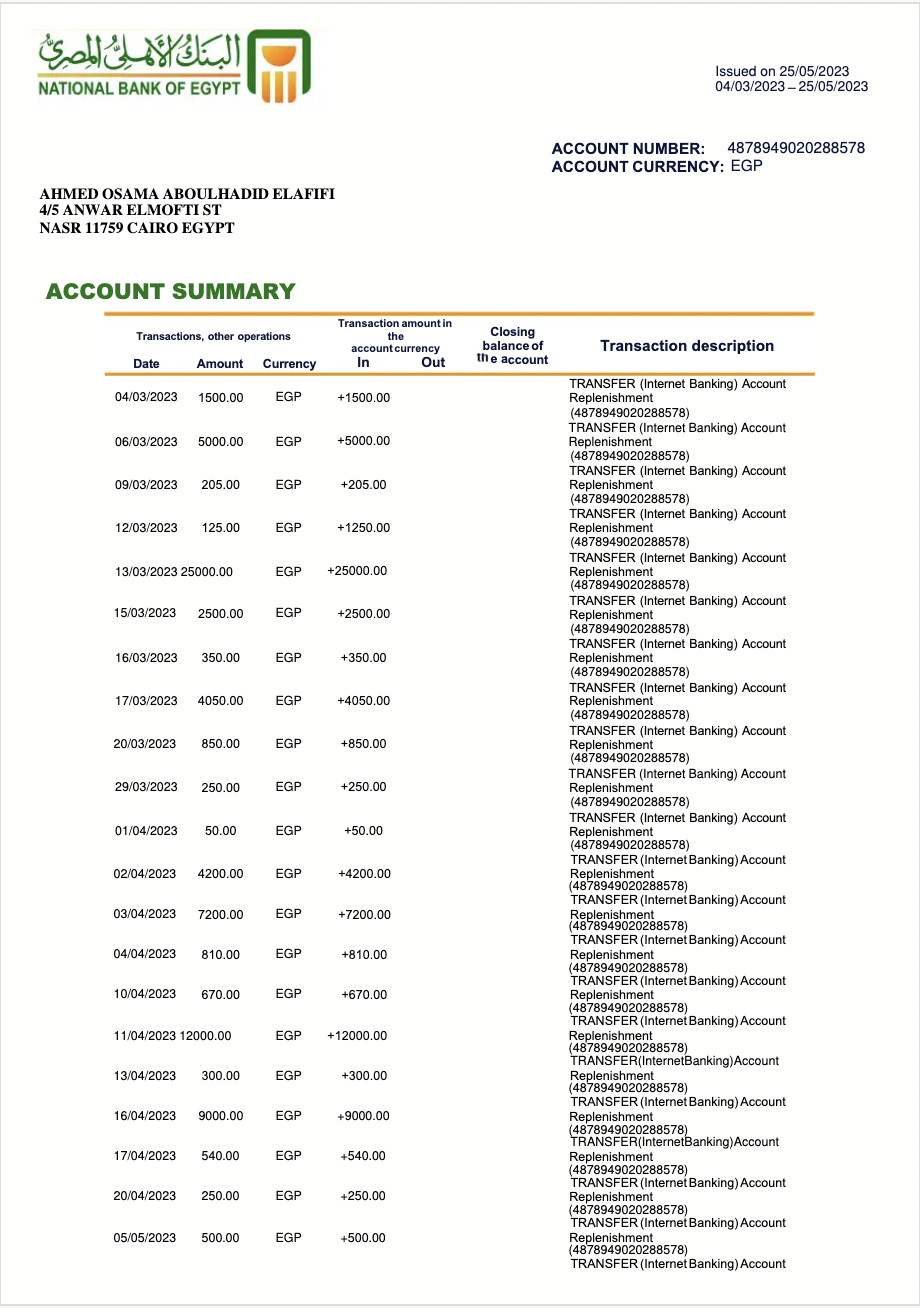 البنك الأهلي المصري
NATIONAL BANK OF EGYPT
Issued on 25/05/2023
04/03/2023 – 25/05/2023
ACCOUNT NUMBER: 4878949020288578
ACCOUNT CURRENCY: EGP
AHMED OSAMA ABOULHADID ELAFIFI
4/5 ANWAR ELMOFTI ST
NASR 11759 CAIRO EGYPT
ACCOUNT SUMMARY
Transactions, other operations
Transaction amount in
the
account currency
Closing
balance of
the account
Transaction description
Date Amount Currency In Out
TRANSFER (Internet Banking) Account
04/03/2023 1500.00 EGP +1500.00 Replenishment
(4878949020288578)
TRANSFER (Internet Banking) Account
06/03/2023 5000.00 EGP +5000.00 Replenishment
(4878949020288578)
TRANSFER (Internet Banking) Account
09/03/2023 205.00 EGP +205.00 Replenishment
(4878949020288578)
TRANSFER (Internet Banking) Account
12/03/2023 125.00 EGP +1250.00 Replenishment
(4878949020288578)
TRANSFER (Internet Banking) Account
13/03/2023 25000.00 EGP +25000.00 Replenishment
(4878949020288578)
TRANSFER (Internet Banking) Account
15/03/2023 2500.00 EGP +2500.00 Replenishment
(4878949020288578)
TRANSFER (Internet Banking) Account
16/03/2023 350.00 EGP +350.00 Replenishment
(4878949020288578)
TRANSFER (Internet Banking) Account
17/03/2023 4050.00 EGP +4050.00 Replenishment
(4878949020288578)
TRANSFER (Internet Banking) Account
20/03/2023 850.00 EGP +850.00 Replenishment
(4878949020288578)
TRANSFER (Internet Banking) Account
29/03/2023 250.00 EGP +250.00 Replenishment
(4878949020288578)
TRANSFER (Internet Banking) Account
01/04/2023 50.00 EGP +50.00 Replenishment
(4878949020288578)
TRANSFER (Internet Banking) Account
02/04/2023 4200.00 EGP +4200.00 Replenishment
(4878949020288578)
TRANSFER (Internet Banking) Account
03/04/2023 7200.00 EGP +7200.00 Replenishment
(4878949020288578)
TRANSFER (Internet Banking) Account
04/04/2023 810.00 EGP +810.00 Replenishment
(4878949020288578)
TRANSFER (Internet Banking) Account
10/04/2023 670.00 EGP +670.00 Replenishment
(4878949020288578)
TRANSFER (Internet Banking) Account
11/04/2023 12000.00 EGP +12000.00 Replenishment
(4878949020288578)
TRANSFER(InternetBanking)Account
13/04/2023 300.00 EGP +300.00 Replenishment
(4878949020288578)
TRANSFER (Internet Banking) Account
16/04/2023 9000.00 EGP +9000.00 Replenishment
(4878949020288578)
TRANSFER(InternetBanking)Account
17/04/2023 540.00 EGP +540.00 Replenishment
(4878949020288578)
TRANSFER (Internet Banking) Account
20/04/2023 250.00 EGP +250.00 Replenishment
(4878949020288578)
TRANSFER (Internet Banking) Account
05/05/2023 500.00 EGP +500.00 Replenishment
(4878949020288578)
TRANSFER (Internet Banking) Account